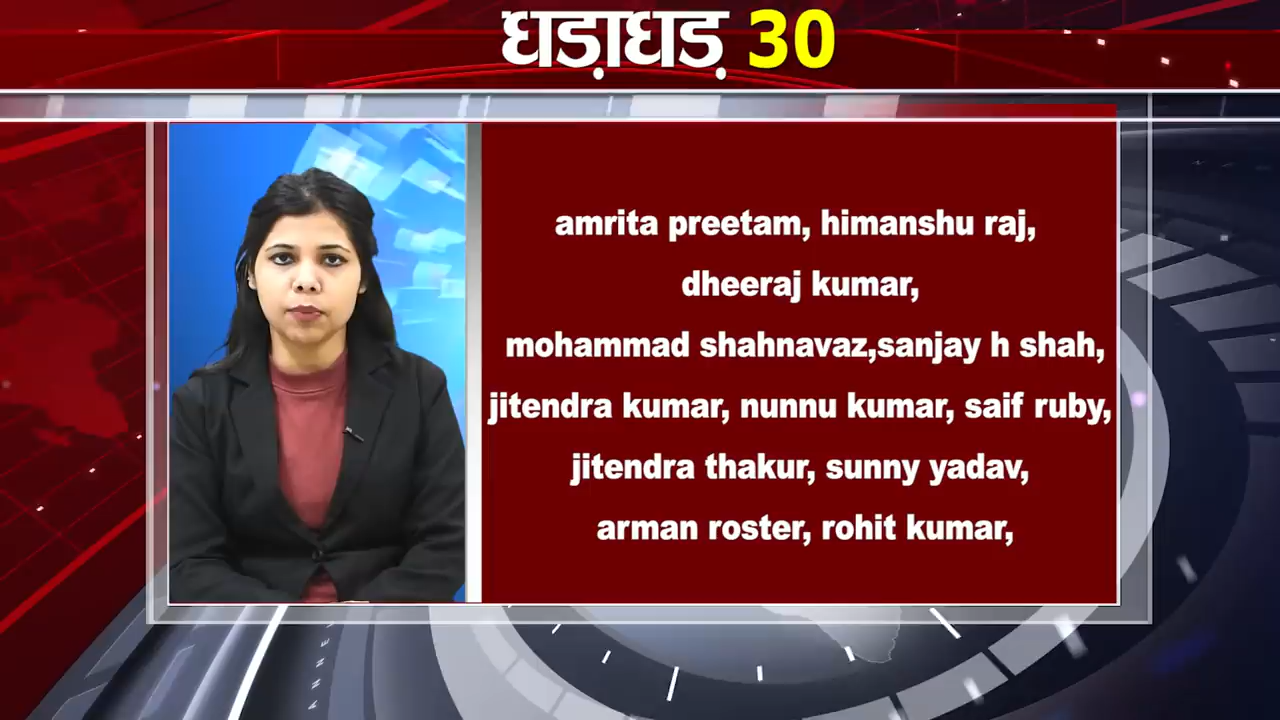 धड़ाधड़ 30
amrita preetam, himanshu raj,
dheeraj kumar,
mohammad shahnavaz,sanjay h shah,
jitendra kumar, nunnu kumar, saif ruby,
jitendra thakur, sunny yadav,
arman roster, rohit kumar,